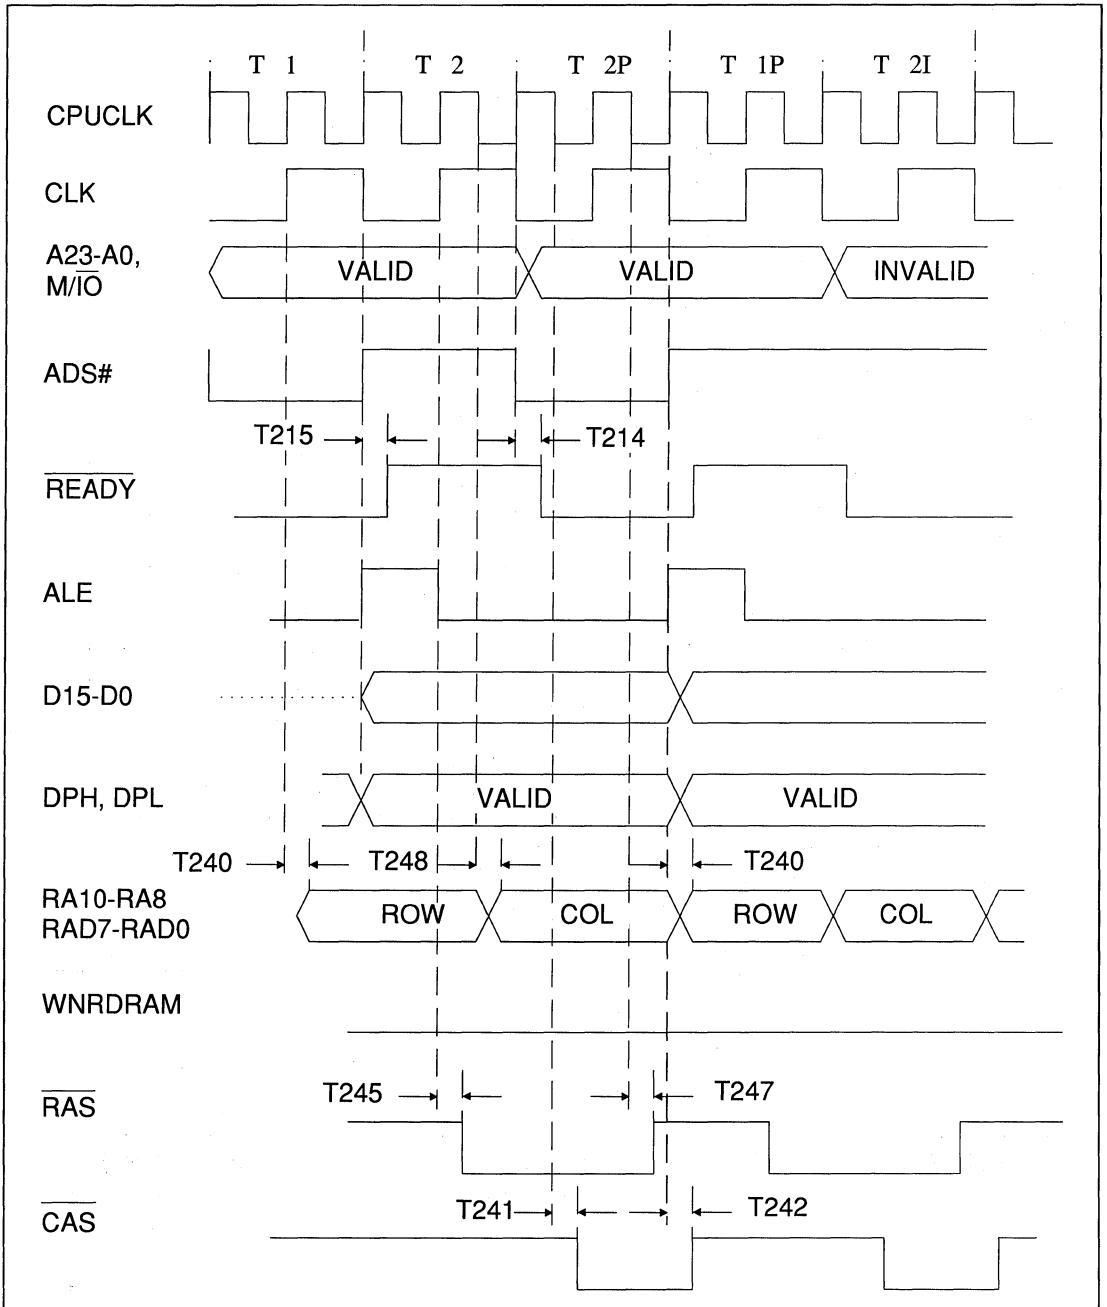 T 1 T 2 T 2P T 1P T 2I
CPUCLK
CLK
A23-A0,
M/IO
VALID VALID INVALID
ADS#
T215 T214
READY
ALE
D15-D0
DPH, DPL VALID VALID
T240 T248 T240
RA10-RA8
RAD7-RAD0
ROW COL ROW COL
WNRDRAM
T245 T247
RAS
T241 T242
CAS